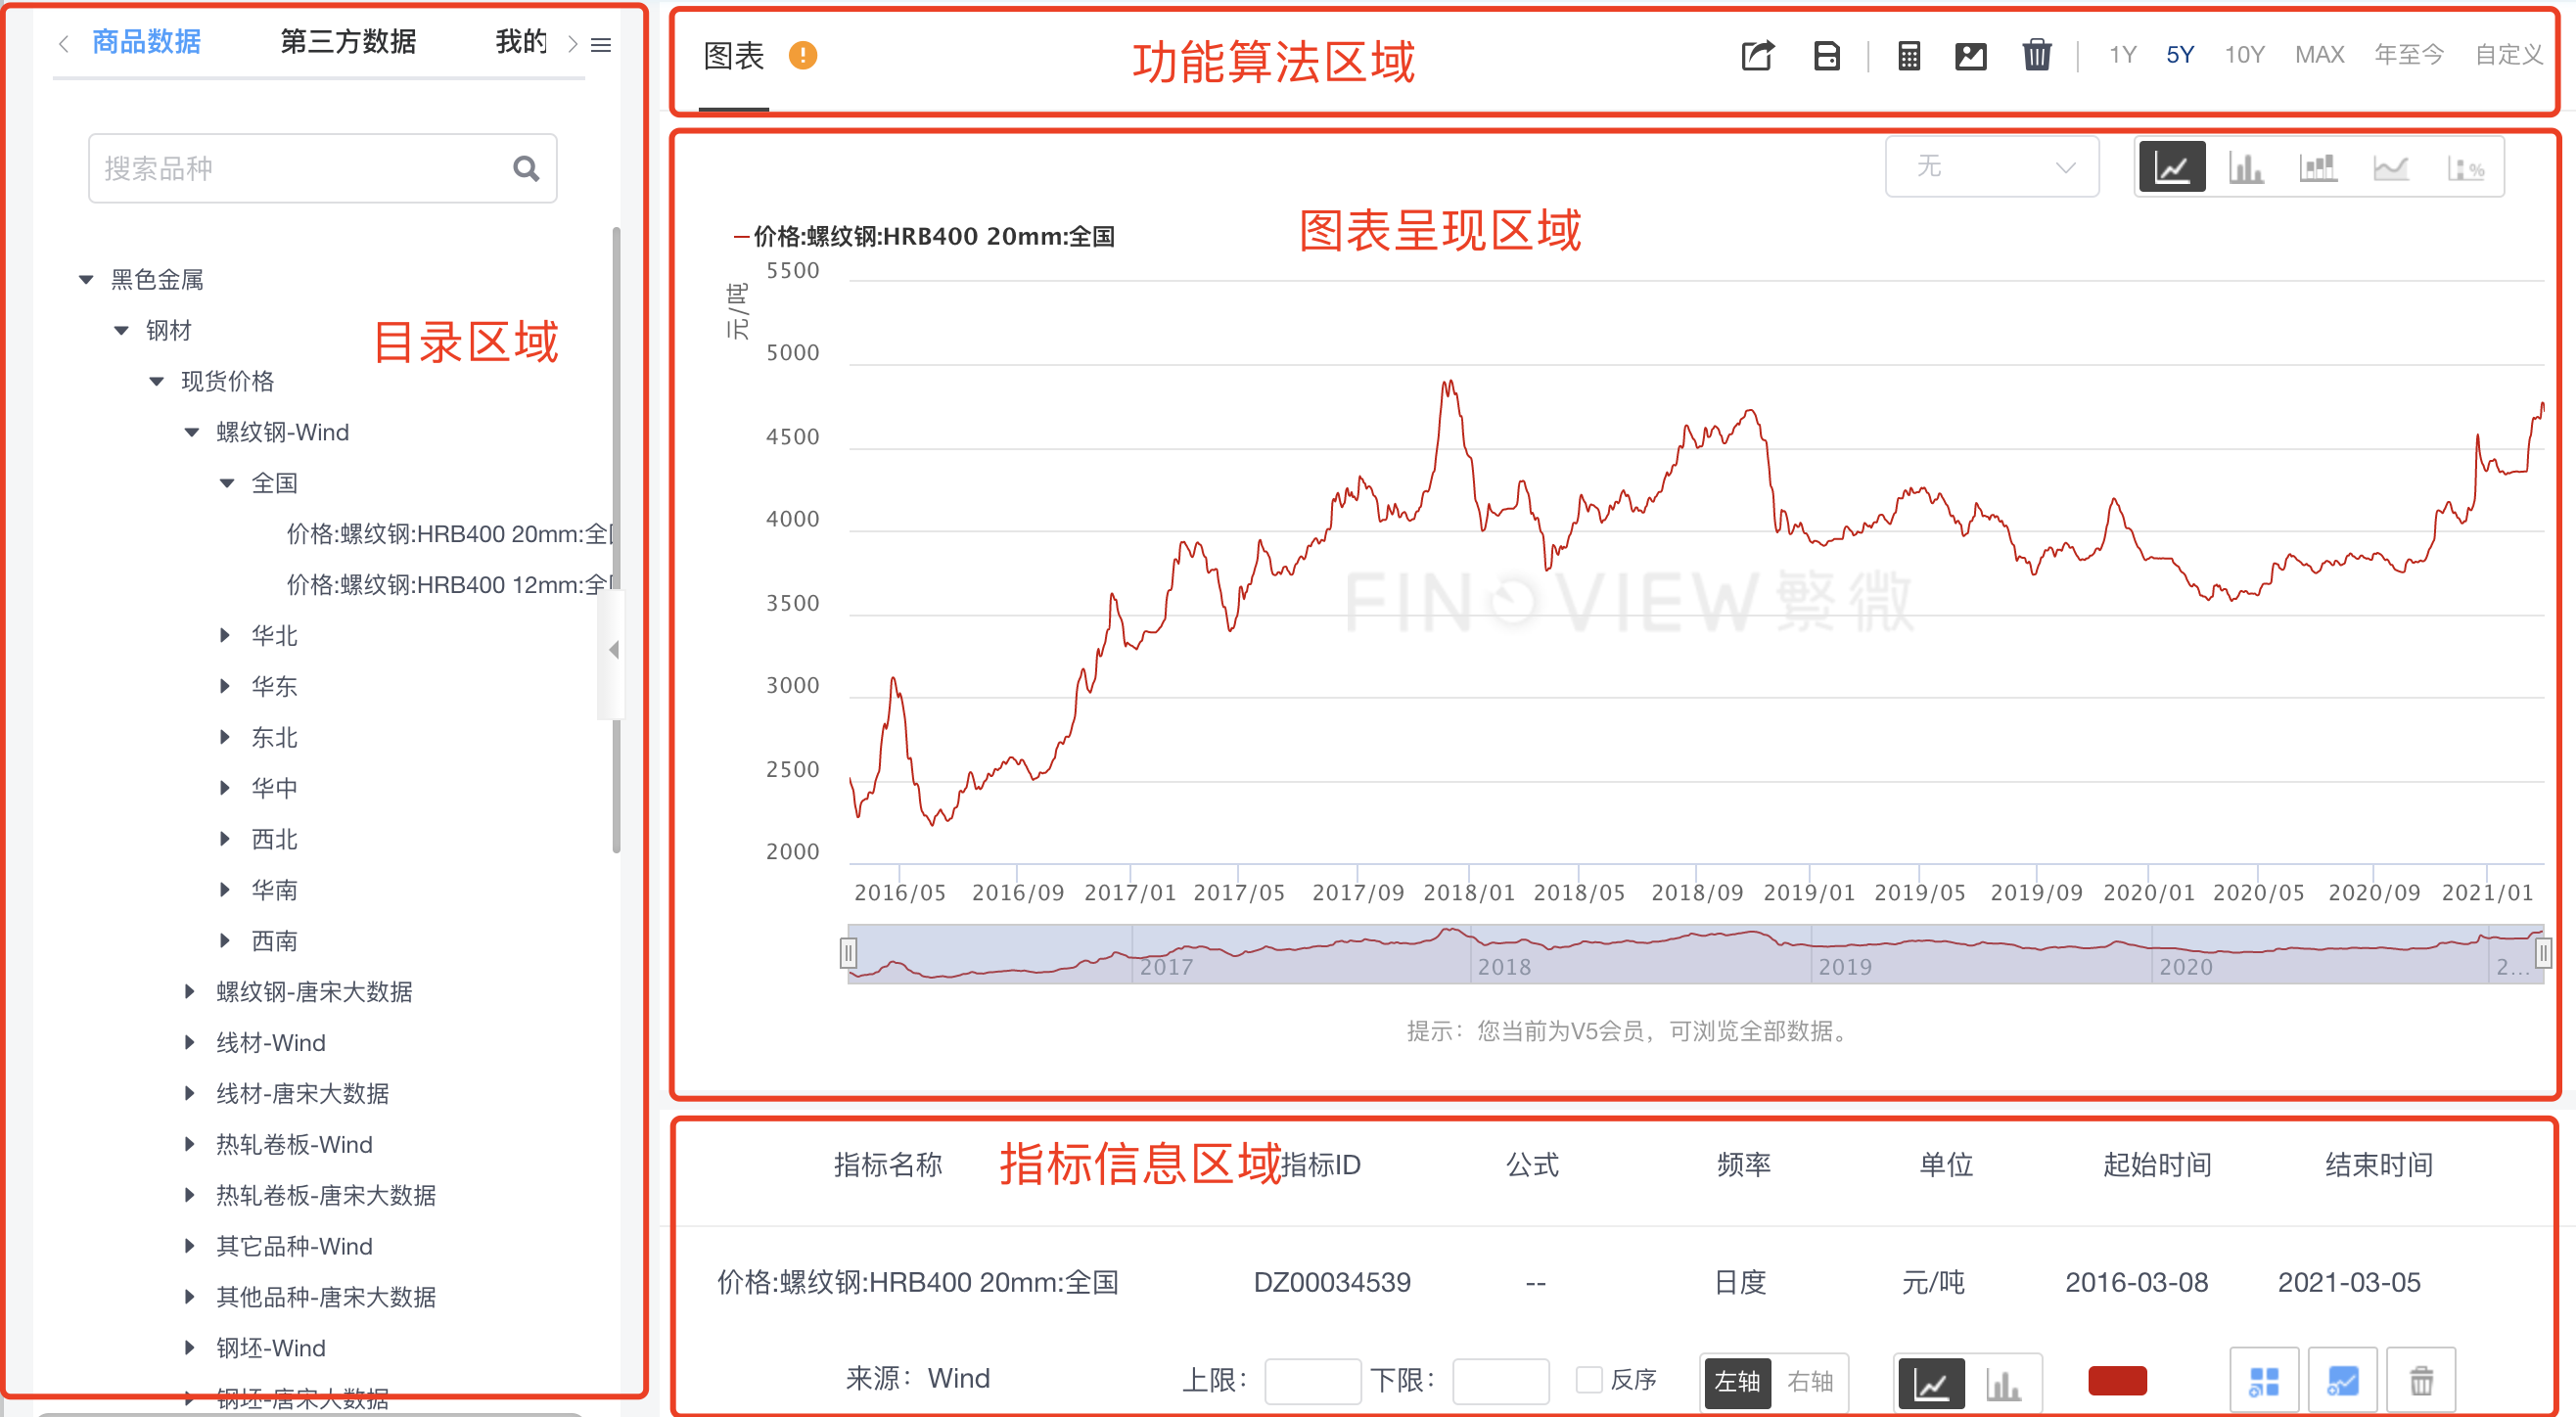 商品数据 第三方数据 我的
搜索品种
黑色金属
钢材
目录区域
现货价格
螺纹钢-Wind
全国
价格:螺纹钢:HRB400 20mm:全
价格:螺纹钢:HRB400 12mm:全
华北
华东
东北
华中
西北
华南
西南
螺纹钢-唐宋大数据
线材-Wind
线材-唐宋大数据
热轧卷板-Wind
热轧卷板-唐宋大数据
其它品种-Wind
其他品种-唐宋大数据
钢坯-Wind
钢坯-唐宋大数据
图表 功能算法区域 1Y 5Y 10Y MAX 年至今 自定义
无
%
价格:螺纹钢:HRB400 20mm:全国
图表呈现区域
元/吨
5500
5000
4500
4000
3500
3000
2500
2000
FINOVIEW 繁微
2016/05 2016/09 2017/01 2017/05 2017/09 2018/01 2018/05 2018/09 2019/01 2019/05 2019/09 2020/01 2020/05 2020/09 2021/01
2017 2018 2019 2020 2...
提示：您当前为V5会员，可浏览全部数据。
指标名称 指标信息区域 指标ID 公式 频率 单位 起始时间 结束时间
价格:螺纹钢:HRB400 20mm:全国 DZ00034539 -- 日度 元/吨 2016-03-08 2021-03-05
来源：Wind 上限： 下限： 反序 左轴 右轴